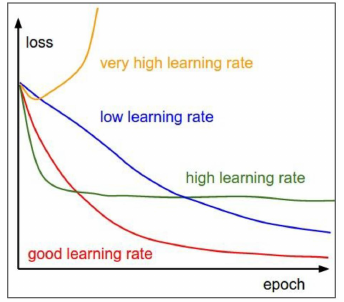 loss
very high learning rate
low learning rate
high learning rate
good learning rate
epoch